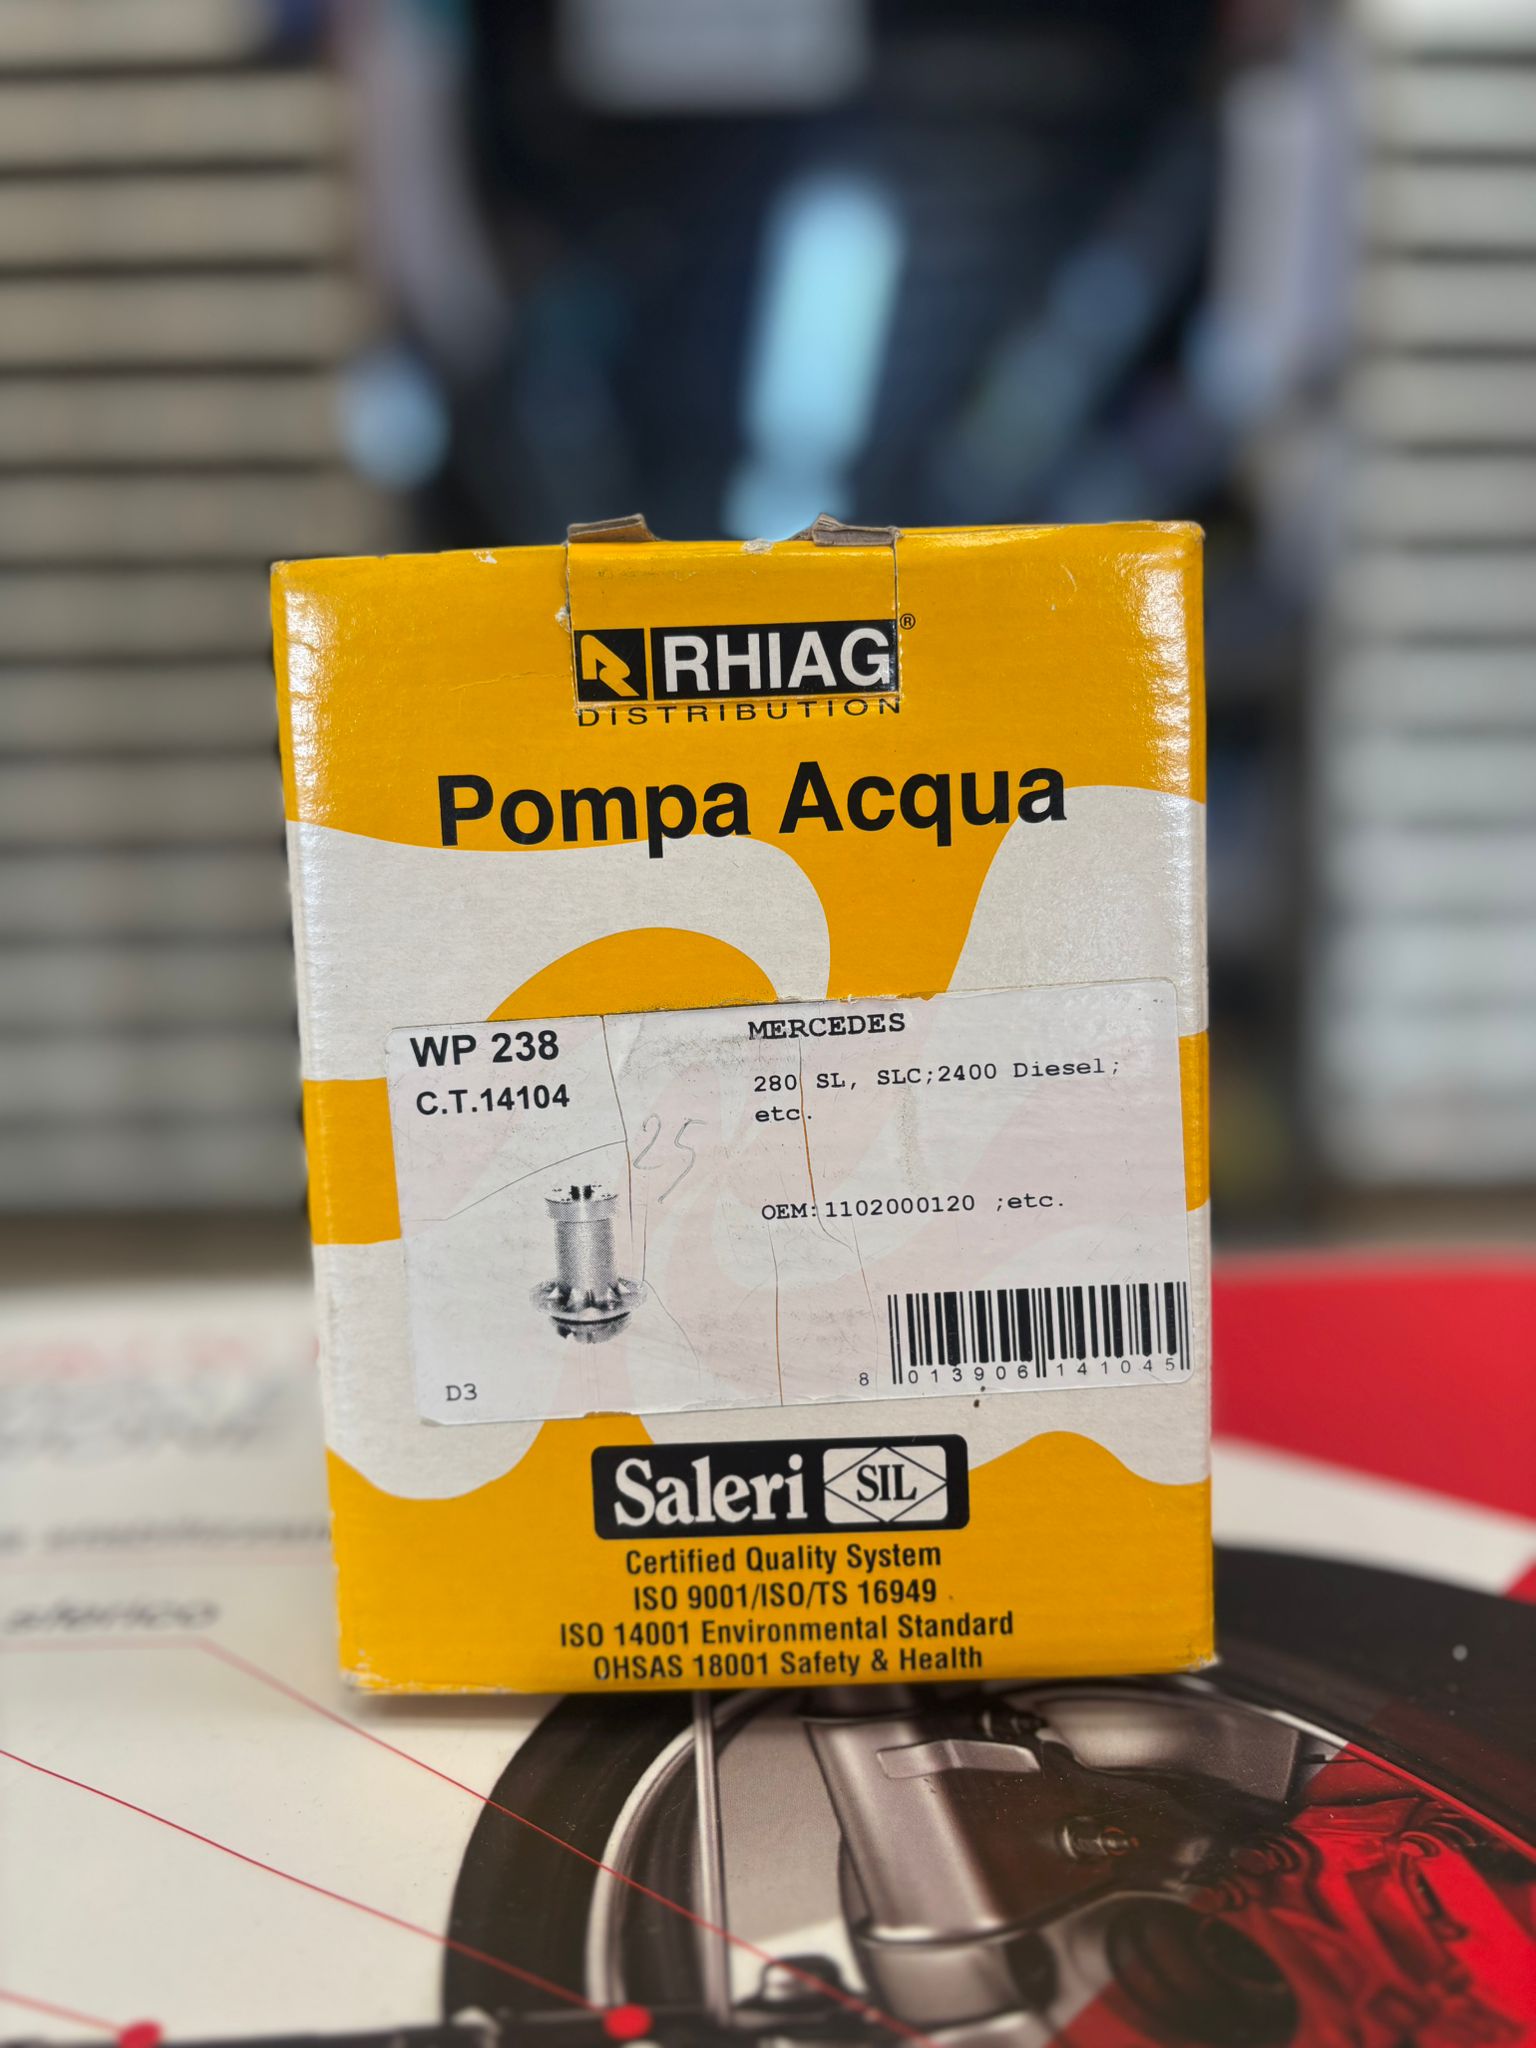 RHIAG®
DISTRIBUTION
Pompa Acqua
WP 238
C.T.14104
MERCEDES
280 SL, SLC;2400 Diesel;
etc.
25
OEM:1102000120 ;etc.
D3
8 013906 141045
Saleri SIL
Certified Quality System
ISO 9001/ISO/TS 16949
ISO 14001 Environmental Standard
OHSAS 18001 Safety & Health
sferico